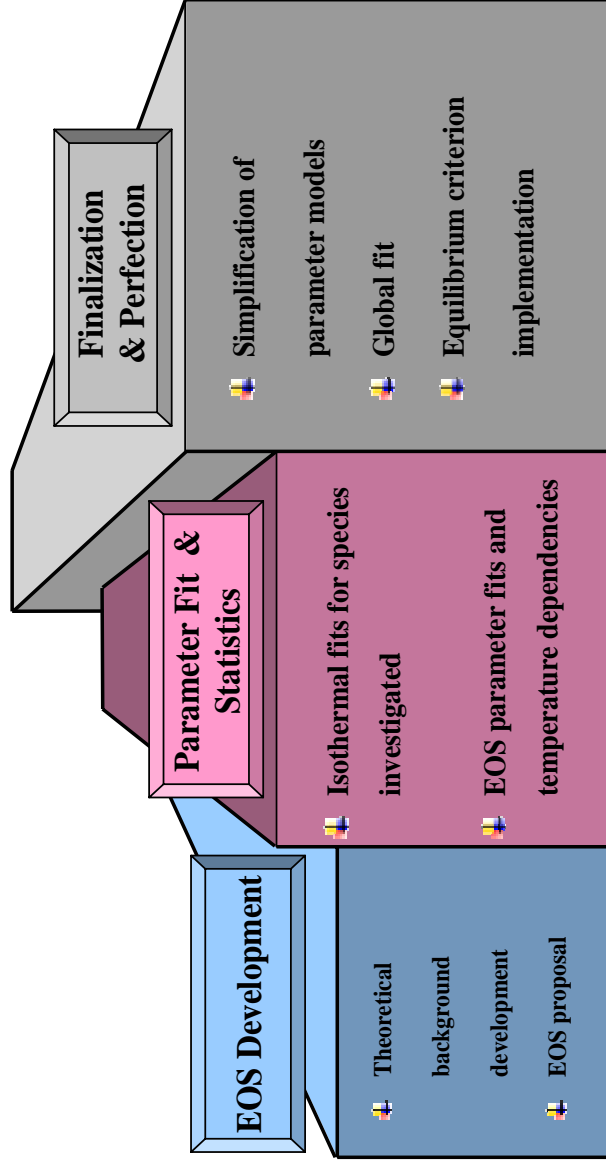 EOS Development
Theoretical
background
development
EOS proposal
Parameter Fit &
Statistics
Isothermal fits for species
investigated
EOS parameter fits and
temperature dependencies
Finalization
& Perfection
Simplification of
parameter models
Global fit
Equilibrium criterion
implementation